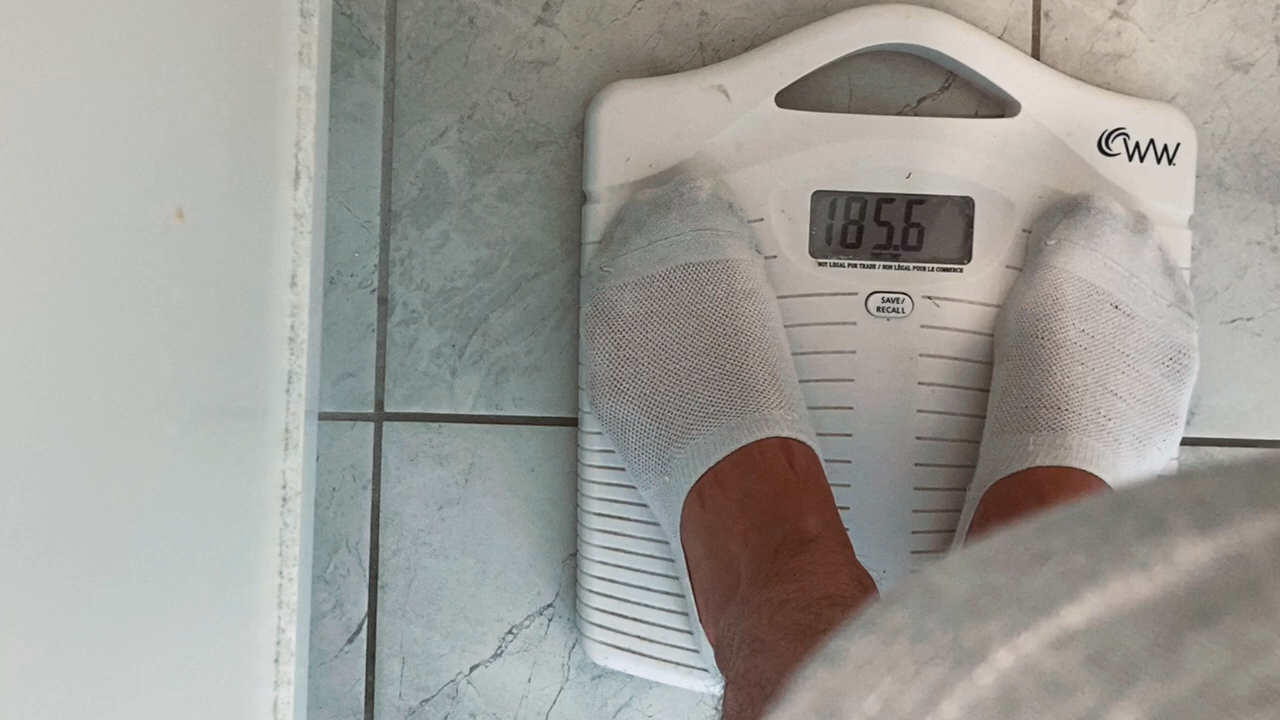 WW.
185.6
NOT LEGAL FOR TRADE / NON LÉGAL POUR LE COMMERCE
SAVE/
RECALL